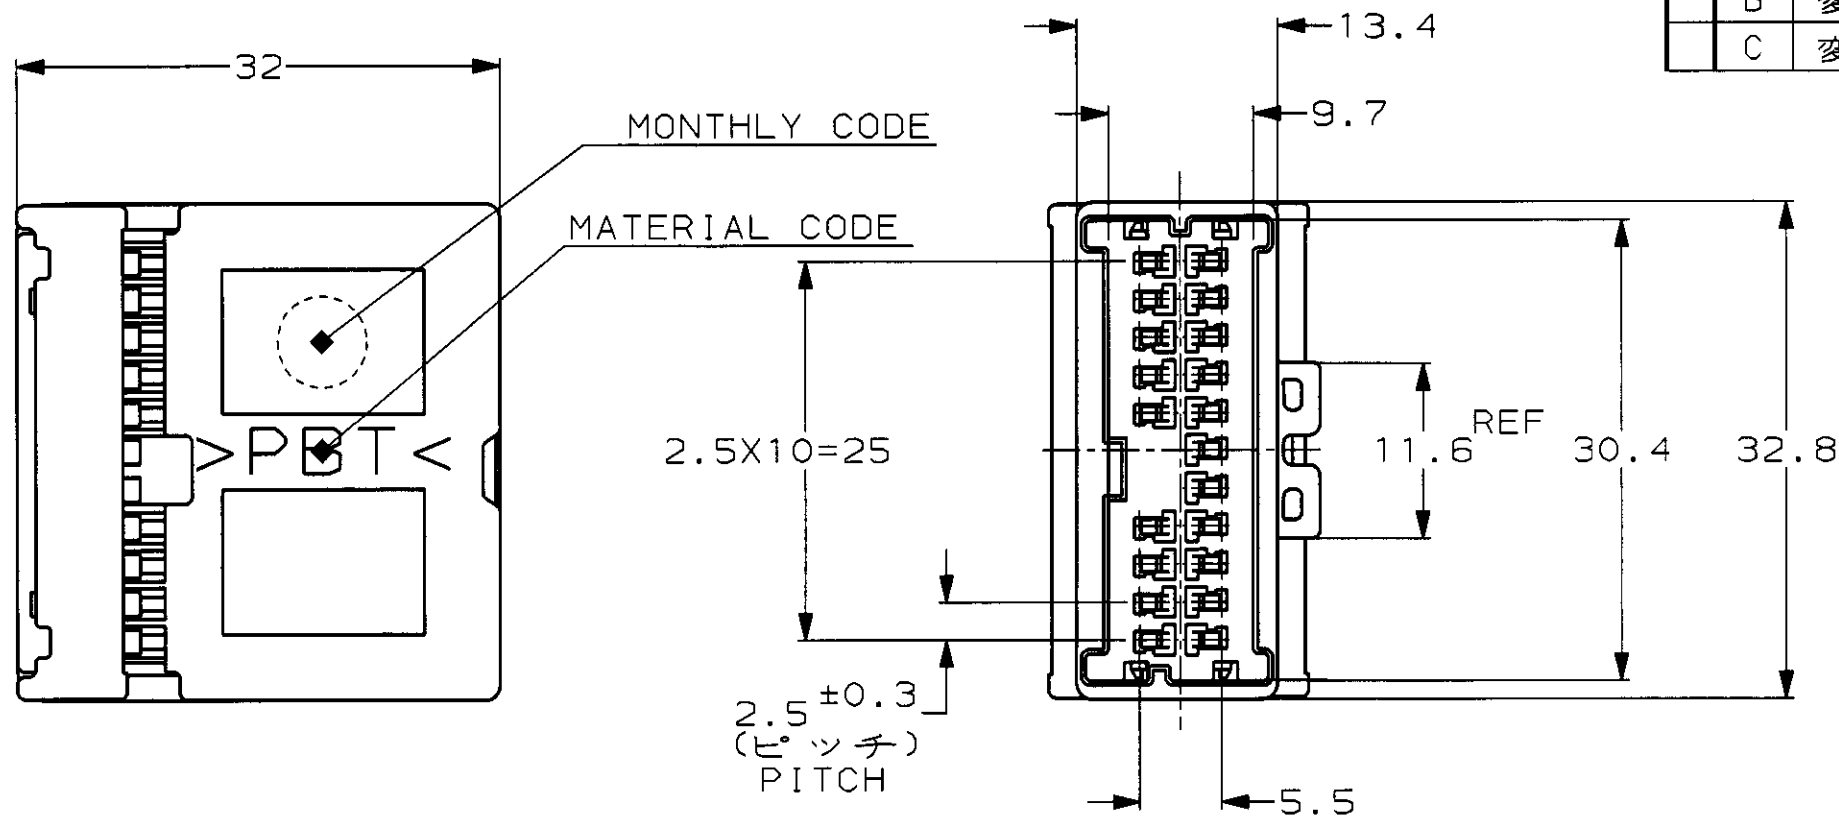 13.4
C 変
32
9.7
MONTHLY CODE
MATERIAL CODE
>PBT<
2.5X10=25
11.6 REF
30.4
32.8
2.5±0.3
(ピッチ)
PITCH
5.5